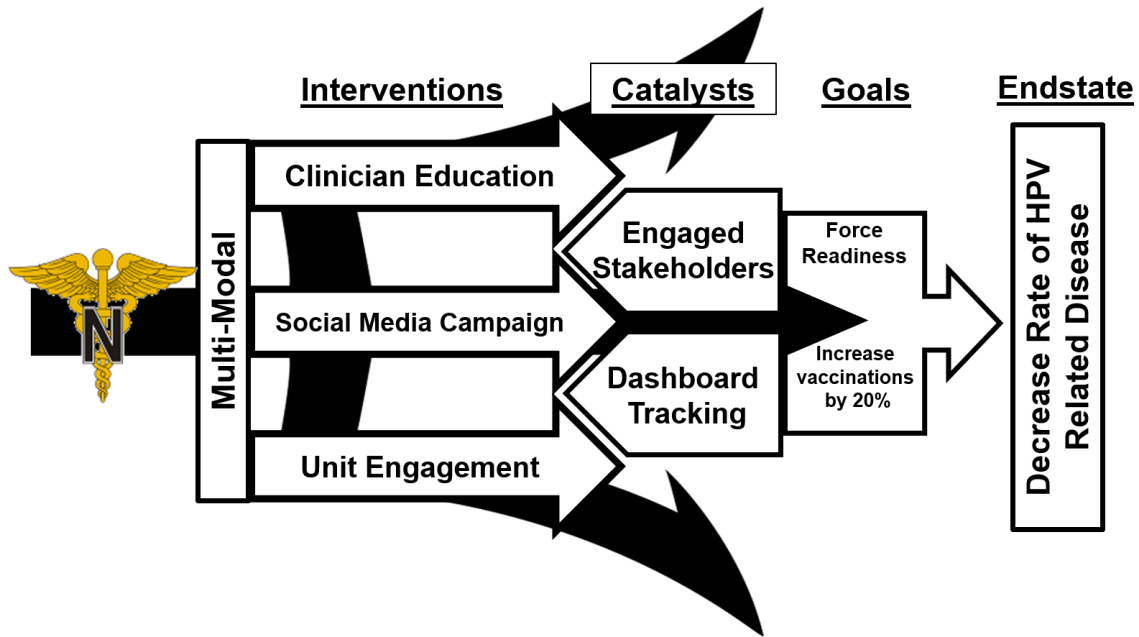 Interventions
Catalysts
Goals
Endstate
N
Multi-Modal
Clinician Education
Social Media Campaign
Unit Engagement
Engaged
Stakeholders
Dashboard
Tracking
Force
Readiness
Increase
vaccinations
by 20%
Decrease Rate of HPV
Related Disease